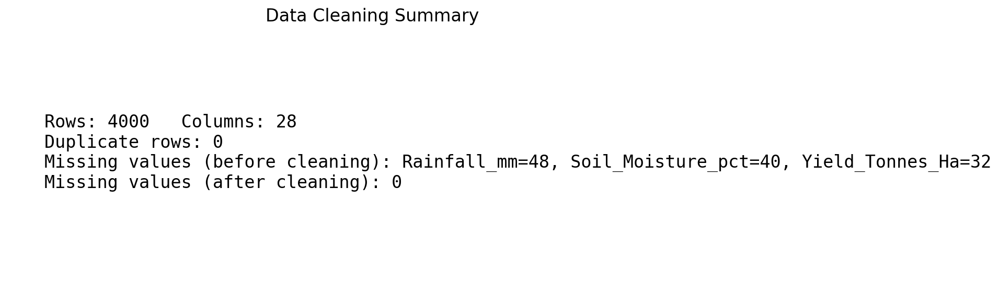 Data Cleaning Summary
Rows: 4000   Columns: 28
Duplicate rows: 0
Missing values (before cleaning): Rainfall_mm=48, Soil_Moisture_pct=40, Yield_Tonnes_Ha=32
Missing values (after cleaning): 0